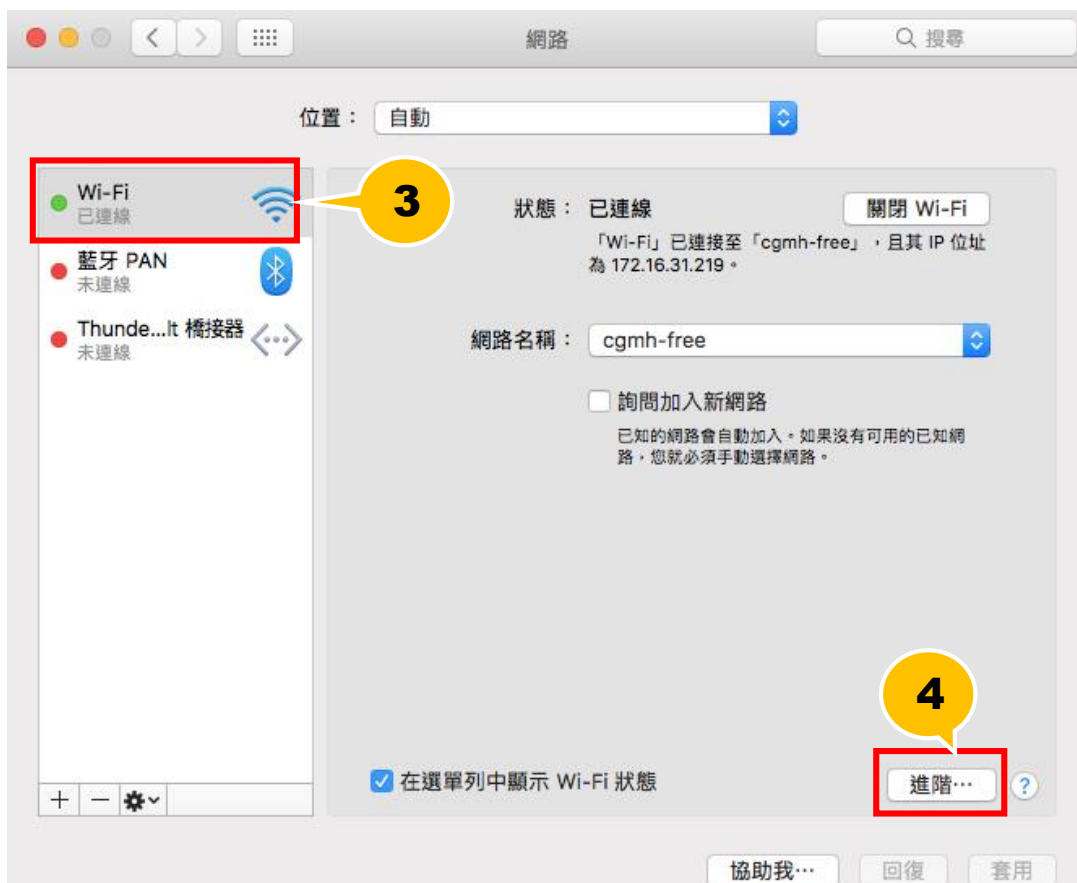 網路
搜尋
位置： 自動
Wi-Fi
已連線
藍牙 PAN
未連線
Thunde...lt 橋接器
未連線
3
狀態： 已連線
關閉 Wi-Fi
「Wi-Fi」已連接至「cgmh-free」，且其 IP 位址
為 172.16.31.219。
網路名稱： cgmh-free
詢問加入新網路
已知的網路會自動加入。如果沒有可用的已知網
路，您就必須手動選擇網路。
4
在選單列中顯示 Wi-Fi 狀態
進階…
?
協助我…
回復
套用